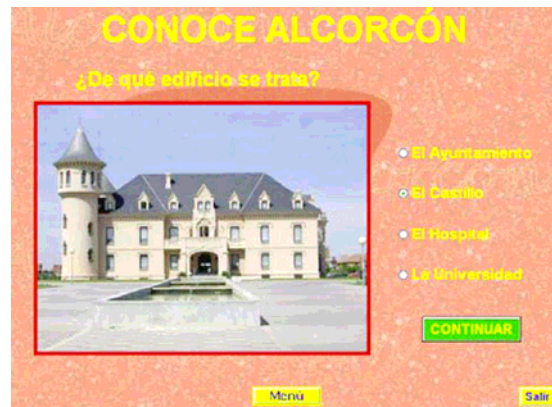 CONOCE ALCORCÓN
¿De qué edificio se trata?
El Ayuntamiento
El Castillo
El Hospital
La Universidad
CONTINUAR
Menú
Salir